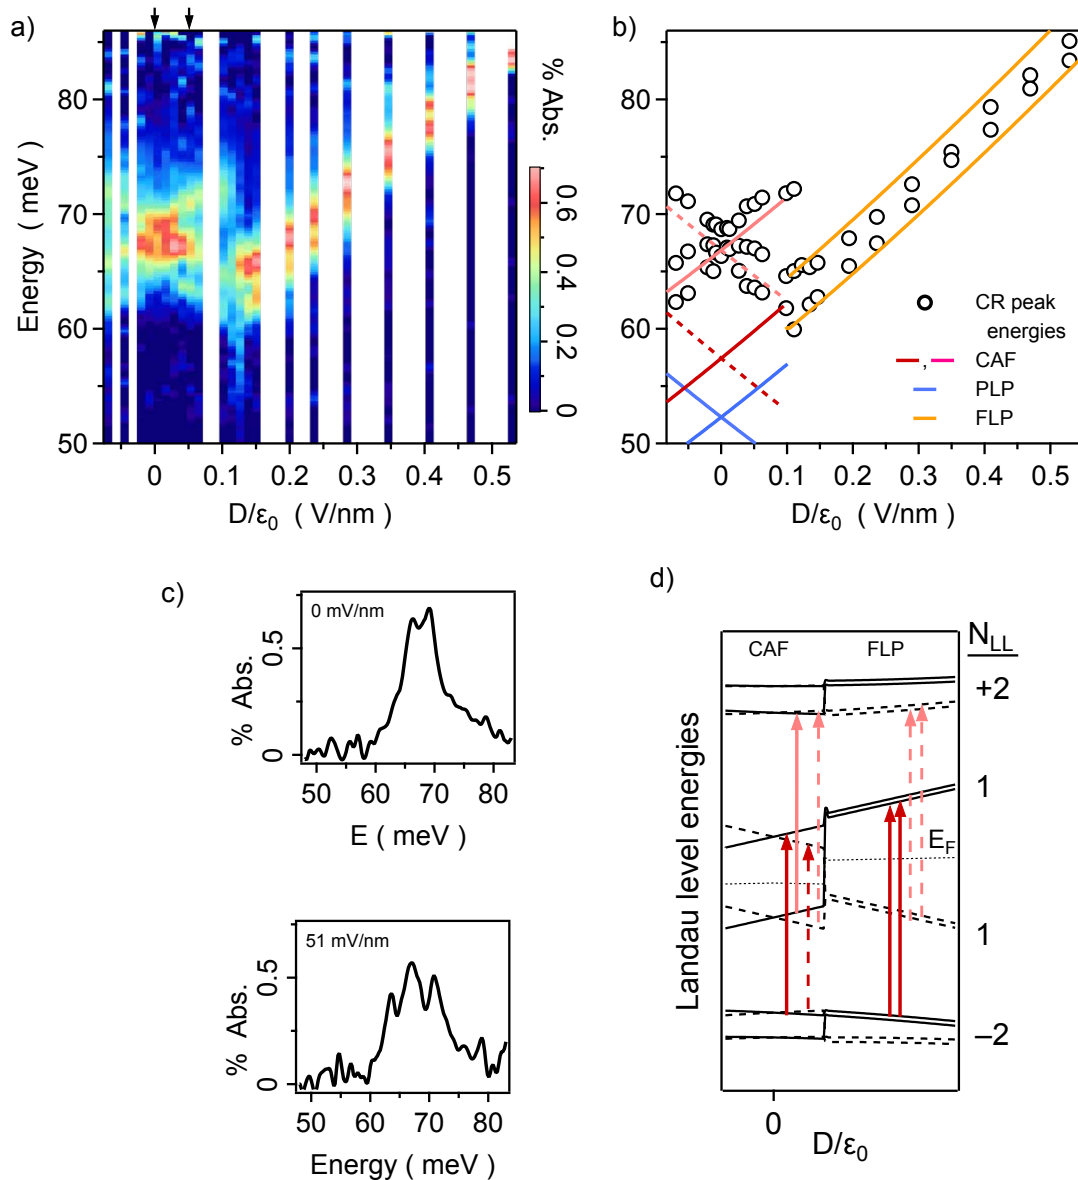 a)
% Abs.
80
70
60
50
Energy ( meV )
0.6
0.4
0.2
0
0
0.1
0.2
0.3
0.4
0.5
D/ε0 ( V/nm )
b)
80
70
60
50
CR peak
energies
, CAF
PLP
FLP
0
0.1
0.2
0.3
0.4
0.5
D/ε0 ( V/nm )
c)
0 mV/nm
% Abs.
0.5
0
50
60
70
80
E ( meV )
51 mV/nm
% Abs.
0.5
0
50
60
70
80
Energy ( meV )
d)
CAF
FLP
NLL
+2
1
EF
1
–2
Landau level energies
0
D/ε0